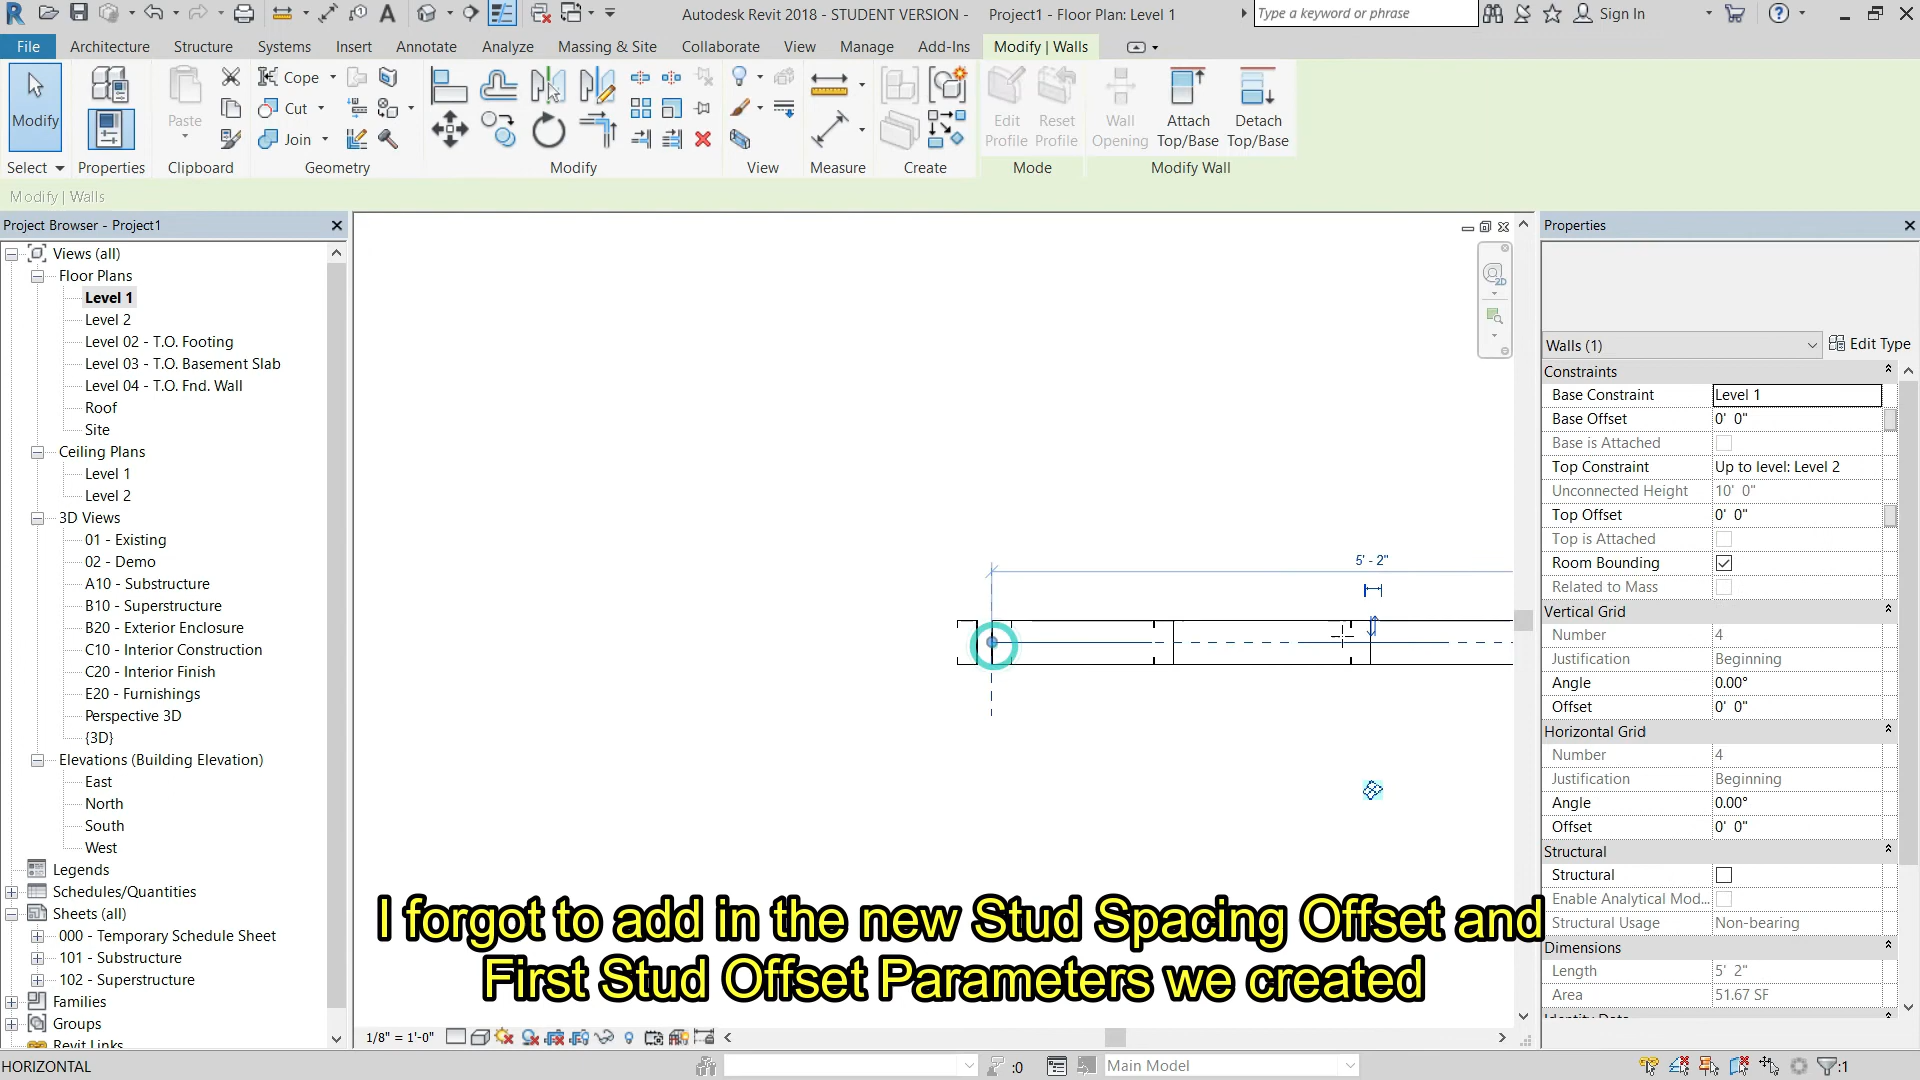 Autodesk Revit 2018 - STUDENT VERSION - Project1 - Floor Plan: Level 1
Type a keyword or phrase
Sign In
File Architecture Structure Systems Insert Annotate Analyze Massing & Site Collaborate View Manage Add-Ins Modify | Walls
Modify
Paste
Cope
Cut
Join
Edit Profile
Reset Profile
Wall Opening
Attach Top/Base
Detach Top/Base
Select Properties Clipboard Geometry Modify View Measure Create Mode Modify Wall
Modify | Walls
Project Browser - Project1
Views (all)
Floor Plans
Level 1
Level 2
Level 02 - T.O. Footing
Level 03 - T.O. Basement Slab
Level 04 - T.O. Fnd. Wall
Roof
Site
Ceiling Plans
Level 1
Level 2
3D Views
01 - Existing
02 - Demo
A10 - Substructure
B10 - Superstructure
B20 - Exterior Enclosure
C10 - Interior Construction
C20 - Interior Finish
E20 - Furnishings
Perspective 3D
{3D}
Elevations (Building Elevation)
East
North
South
West
Legends
Schedules/Quantities
Sheets (all)
000 - Temporary Schedule Sheet
101 - Substructure
102 - Superstructure
Families
Groups
Revit Links
2D
5' - 2"
I forgot to add in the new Stud Spacing Offset and
First Stud Offset Parameters we created
1/8" = 1'-0"
Properties
Walls (1)
Edit Type
Constraints
Base Constraint Level 1
Base Offset 0' 0"
Base is Attached
Top Constraint Up to level: Level 2
Unconnected Height 10' 0"
Top Offset 0' 0"
Top is Attached
Room Bounding
Related to Mass
Vertical Grid
Number 4
Justification Beginning
Angle 0.00°
Offset 0' 0"
Horizontal Grid
Number 4
Justification Beginning
Angle 0.00°
Offset 0' 0"
Structural
Structural
Enable Analytical Mod...
Structural Usage Non-bearing
Dimensions
Length 5' 2"
Area 51.67 SF
Identity Data
HORIZONTAL
:0
Main Model
:1